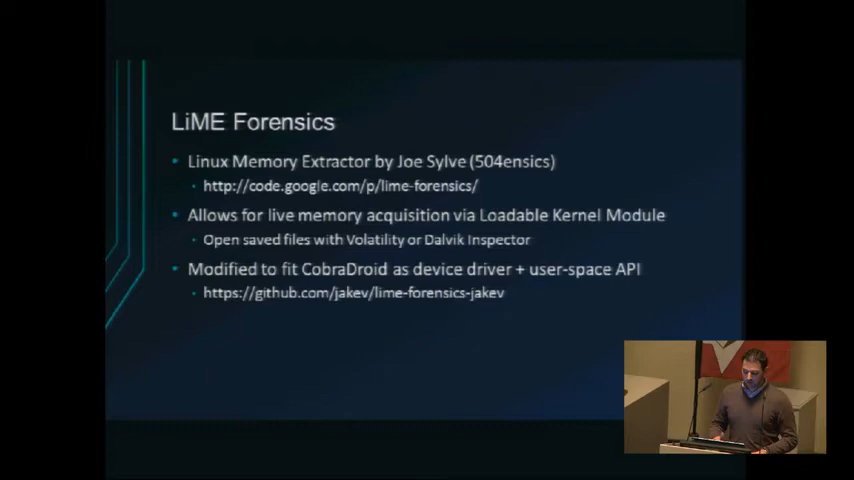 LiME Forensics
Linux Memory Extractor by Joe Sylve (504ensics)
http://code.google.com/p/lime-forensics/
Allows for live memory acquisition via Loadable Kernel Module
Open saved files with Volatility or Dalvik Inspector
Modified to fit CobraDroid as device driver + user-space API
https://github.com/jakev/lime-forensics-jakev